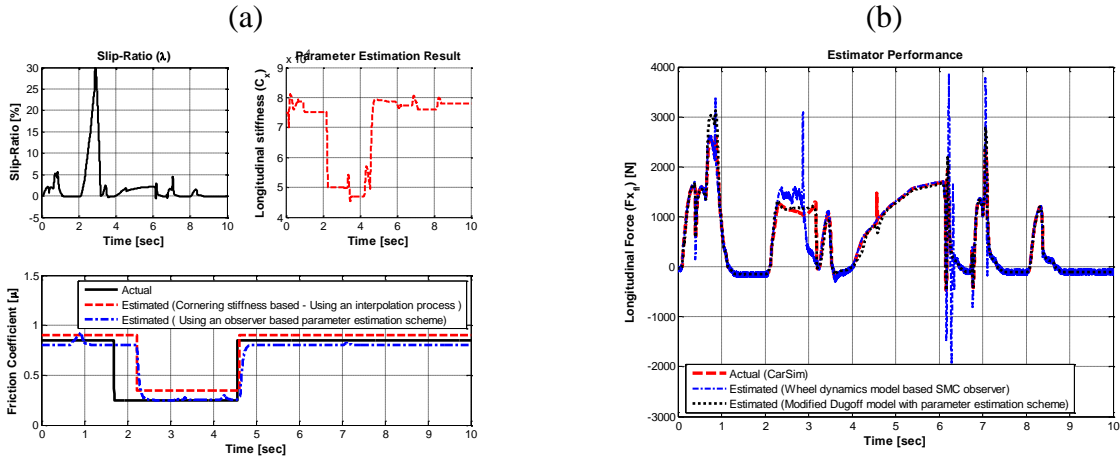 (a)
Slip-Ratio (λ)
Slip-Ratio [%]
30
25
20
15
10
5
0
-5
0 2 4 6 8 10
Time [sec]
Parameter Estimation Result
Longitudinal stiffness (Cx)
9
8
7
6
5
4
0 2 4 6 8 10
Time [sec]
Friction Coefficient [μ]
1.5
1
0.5
0
Actual
Estimated (Cornering stiffness based - Using an interpolation process )
Estimated ( Using an observer based parameter estimation scheme)
0 1 2 3 4 5 6 7 8 9 10
Time [sec]
(b)
Estimator Performance
Longitudinal Force (Fxfl) [N]
4000
3000
2000
1000
0
-1000
-2000
-3000
Actual (CarSim)
Estimated (Wheel dynamics model based SMC observer)
Estimated (Modified Dugoff model with parameter estimation scheme)
0 1 2 3 4 5 6 7 8 9 10
Time [sec]